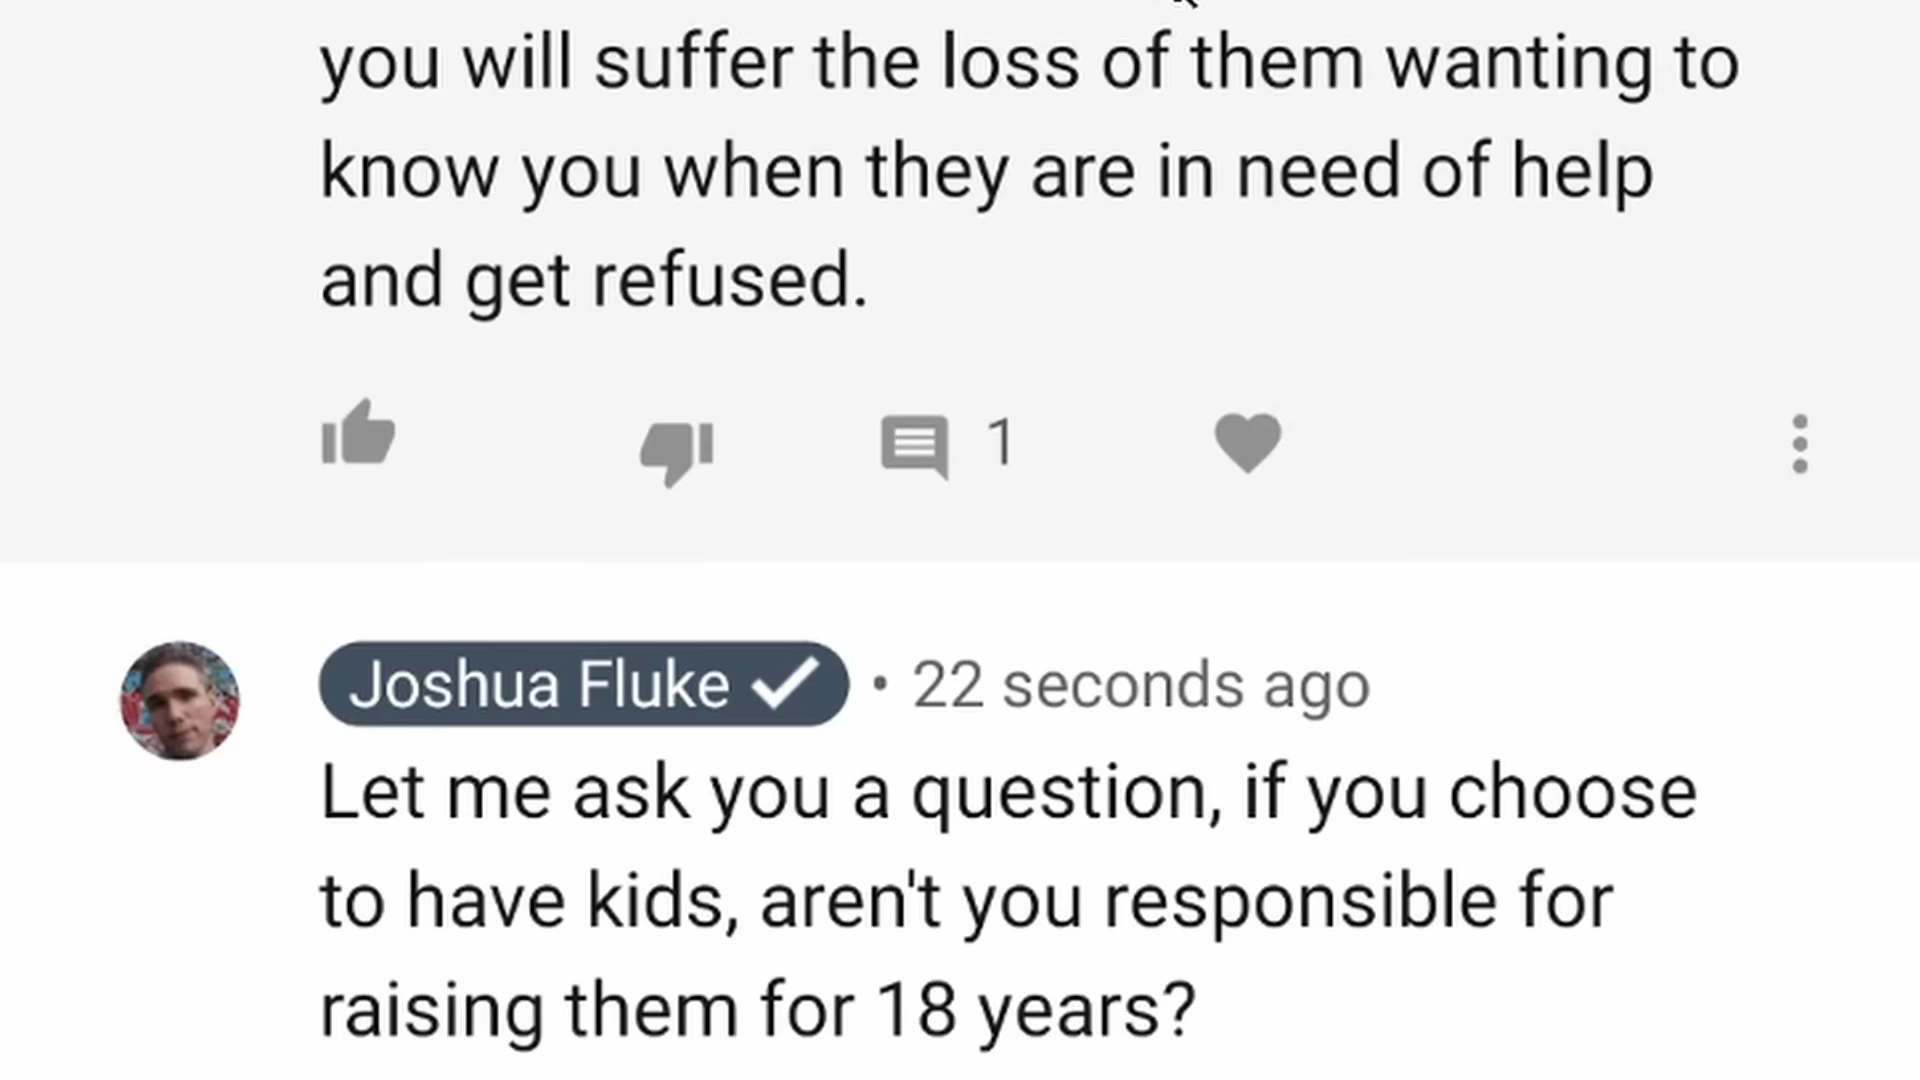 you will suffer the loss of them wanting to
know you when they are in need of help
and get refused.
1
Joshua Fluke • 22 seconds ago
Let me ask you a question, if you choose
to have kids, aren't you responsible for
raising them for 18 years?